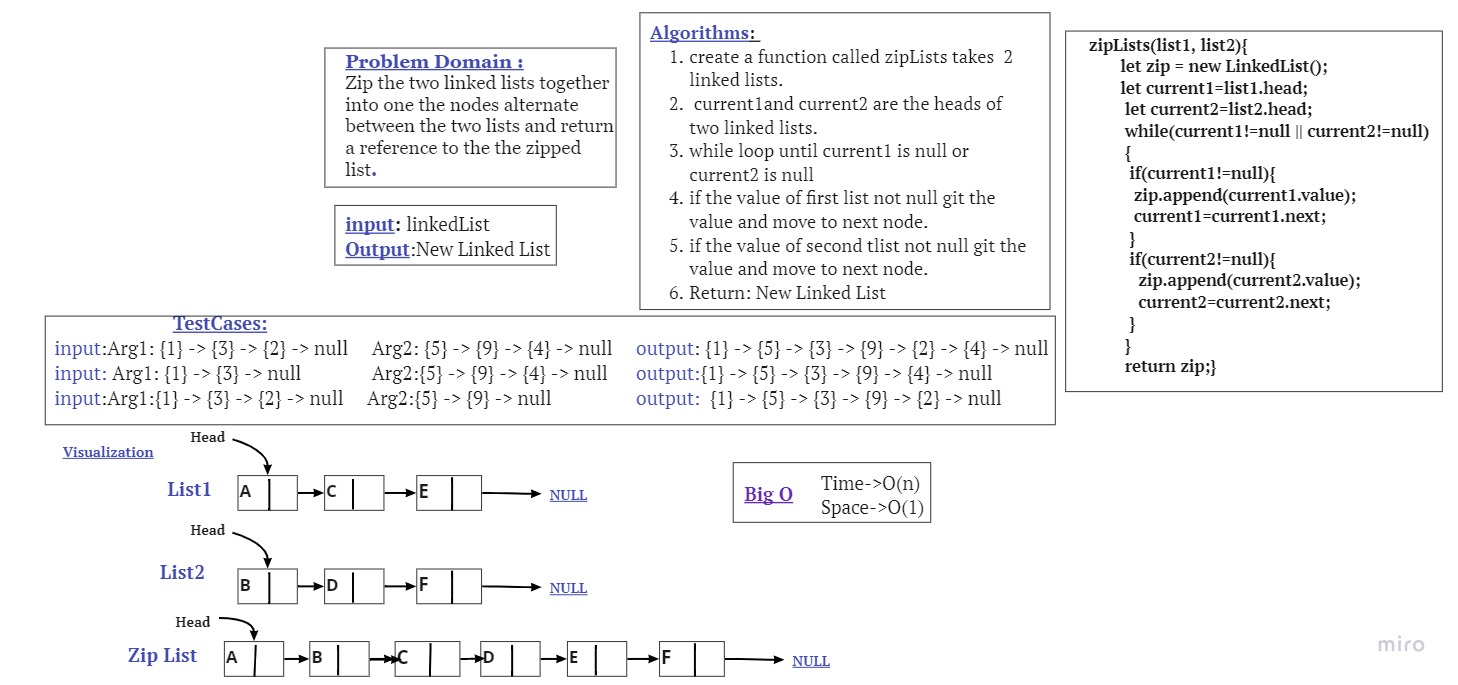 Problem Domain :
Zip the two linked lists together
into one the nodes alternate
between the two lists and return
a reference to the the zipped
list.
input: linkedList
Output:New Linked List
Algorithms:
1. create a function called zipLists takes 2
linked lists.
2. current1and current2 are the heads of
two linked lists.
3. while loop until current1 is null or
current2 is null
4. if the value of first list not null git the
value and move to next node.
5. if the value of second tlist not null git the
value and move to next node.
6. Return: New Linked List
zipLists(list1, list2){
let zip = new LinkedList();
let current1=list1.head;
let current2=list2.head;
while(current1!=null || current2!=null)
{
if(current1!=null){
zip.append(current1.value);
current1=current1.next;
}
if(current2!=null){
zip.append(current2.value);
current2=current2.next;
}
}
return zip;}
TestCases:
input:Arg1: {1} -> {3} -> {2} -> null Arg2: {5} -> {9} -> {4} -> null output: {1} -> {5} -> {3} -> {9} -> {2} -> {4} -> null
input: Arg1: {1} -> {3} -> null Arg2:{5} -> {9} -> {4} -> null output:{1} -> {5} -> {3} -> {9} -> {4} -> null
input:Arg1:{1} -> {3} -> {2} -> null Arg2:{5} -> {9} -> null output: {1} -> {5} -> {3} -> {9} -> {2} -> null
Visualization
Head
List1 A C E NULL
Head
List2 B D F NULL
Head
Zip List A B C D E F NULL
Big O
Time->O(n)
Space->O(1)
miro